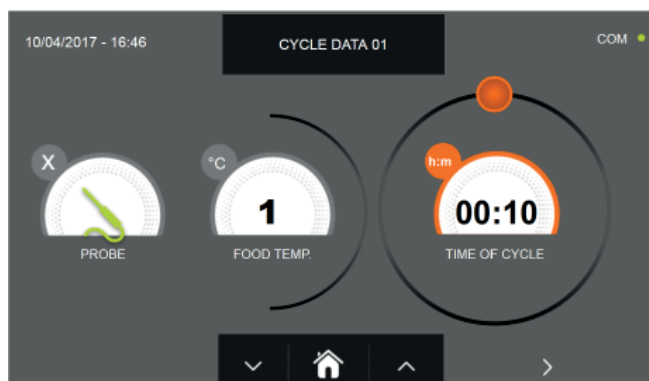 10/04/2017 - 16:46
CYCLE DATA 01
COM
X
°C
h:m
1
00:10
PROBE
FOOD TEMP.
TIME OF CYCLE